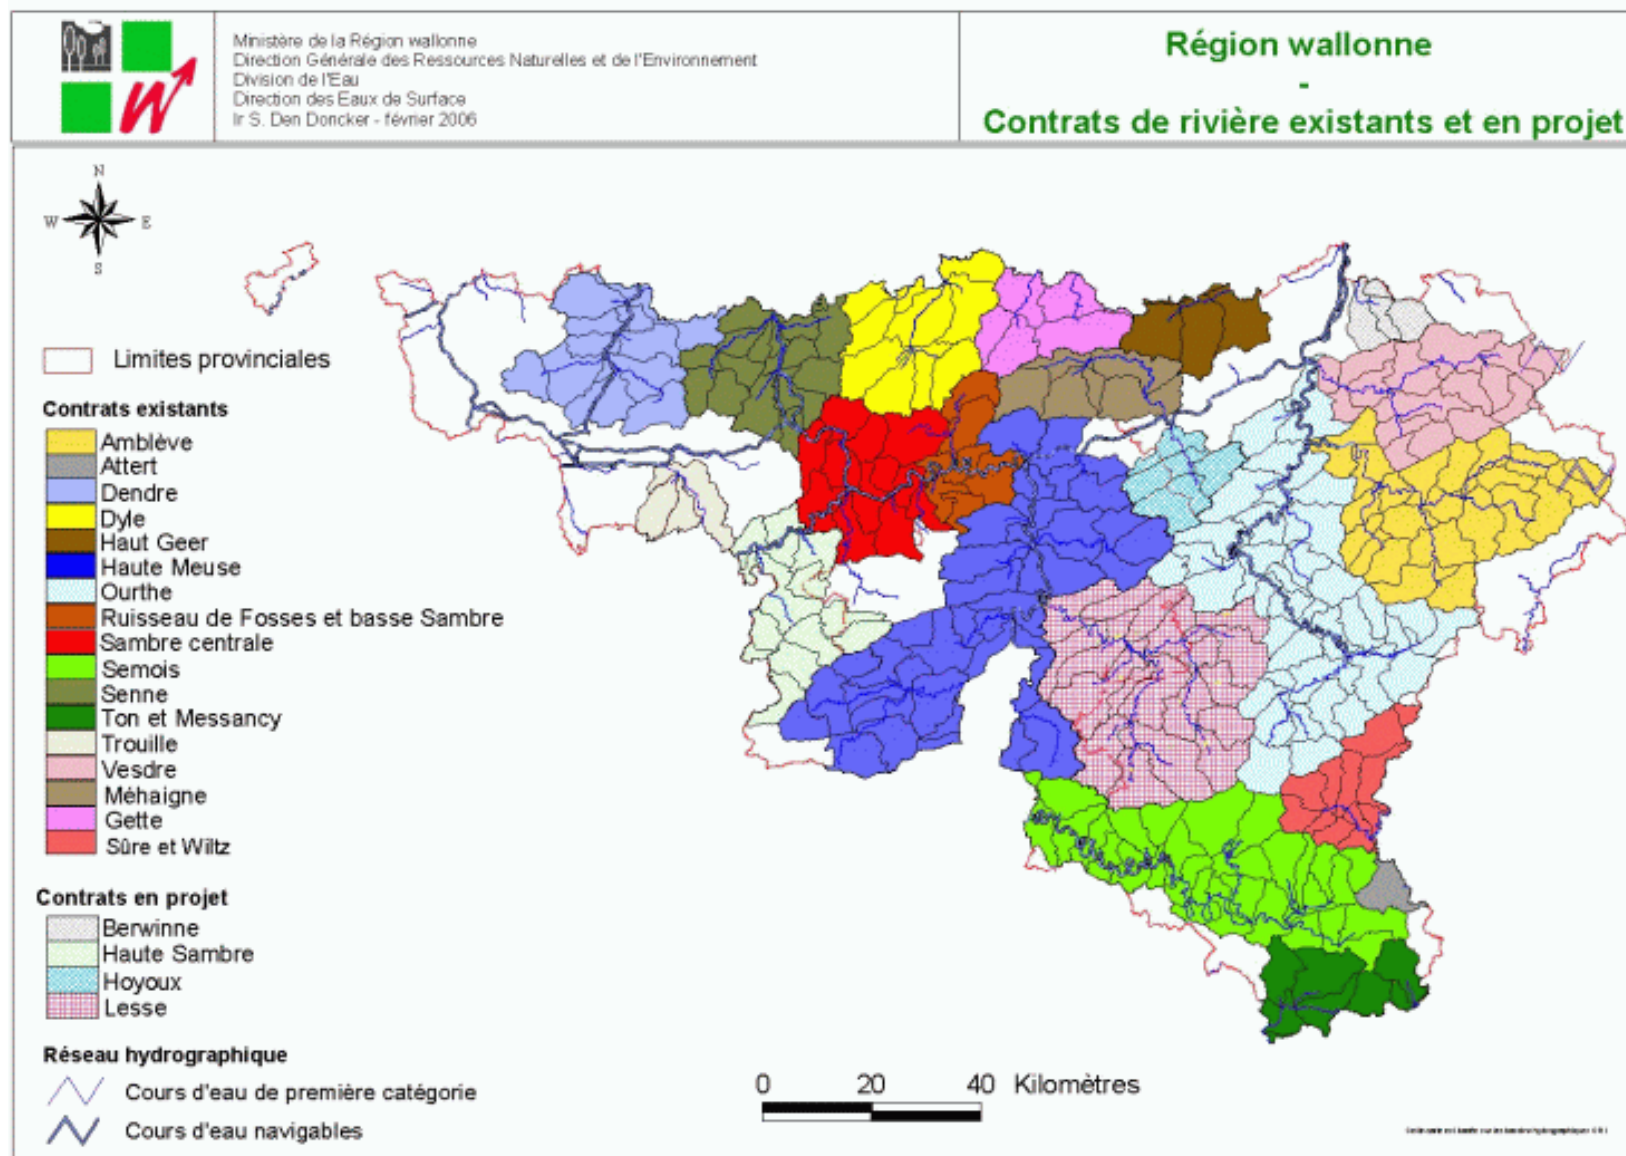 Ministère de la Région wallonne
Direction Générale des Ressources Naturelles et de l'Environnement
Division de l'Eau
Direction des Eaux de Surface
Ir S. Den Doncker - février 2006
Région wallonne
-
Contrats de rivière existants et en projet
N
W
E
S
Limites provinciales
Contrats existants
Amblève
Attert
Dendre
Dyle
Haut Geer
Haute Meuse
Ourthe
Ruisseau de Fosses et basse Sambre
Sambre centrale
Semois
Senne
Ton et Messancy
Trouille
Vesdre
Méhaigne
Gette
Sûre et Wiltz
Contrats en projet
Berwinne
Haute Sambre
Hoyoux
Lesse
Réseau hydrographique
Cours d'eau de première catégorie
Cours d'eau navigables
0 20 40 Kilomètres